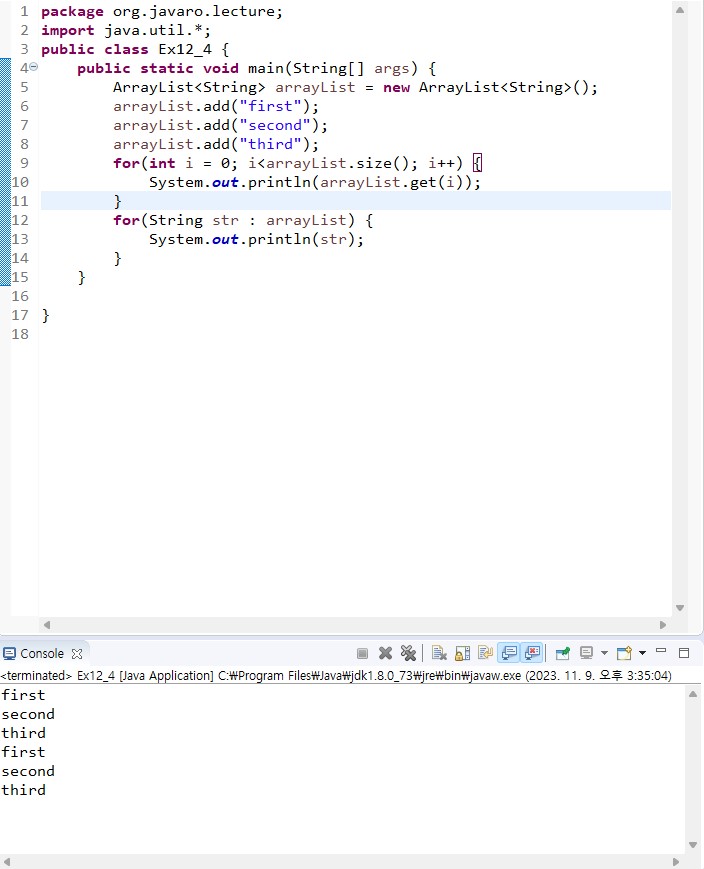 1 package org.javaro.lecture;
2 import java.util.*;
3 public class Ex12_4 {
4 public static void main(String[] args) {
5 ArrayList<String> arrayList = new ArrayList<String>();
6 arrayList.add("first");
7 arrayList.add("second");
8 arrayList.add("third");
9 for(int i = 0; i<arrayList.size(); i++) {
10 System.out.println(arrayList.get(i));
11 }
12 for(String str : arrayList) {
13 System.out.println(str);
14 }
15 }
16
17 }
18
Console
<terminated> Ex12_4 [Java Application] C:₩Program Files₩Java₩jdk1.8.0_73₩jre₩bin₩javaw.exe (2023. 11. 9. 오후 3:35:04)
first
second
third
first
second
third